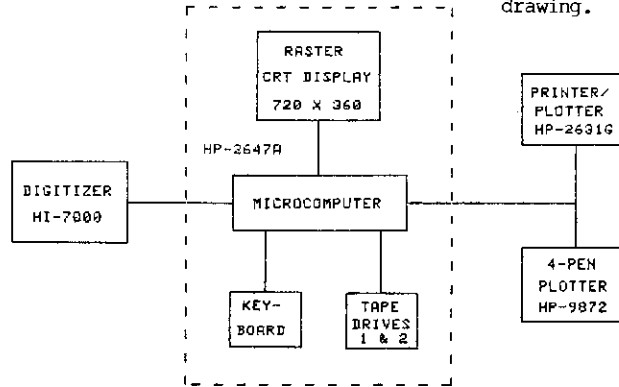 drawing.
RASTER
CRT DISPLAY
720 X 360
PRINTER/
PLOTTER
HP-2631G
HP-2647A
DIGITIZER
HI-7000
MICROCOMPUTER
KEY-
BOARD
TAPE
DRIVES
1 & 2
4-PEN
PLOTTER
HP-9872